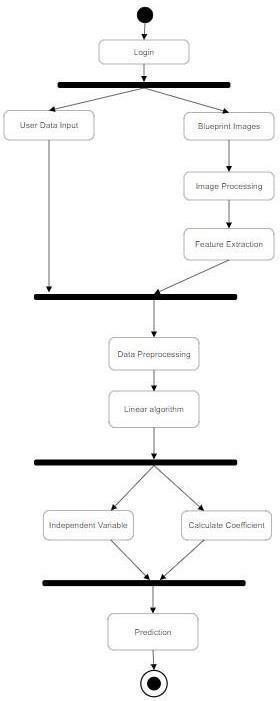 Login
User Data Input
Blueprint Images
Image Processing
Feature Extraction
Data Preprocessing
Linear algorithm
Independent Variable
Calculate Coefficient
Prediction